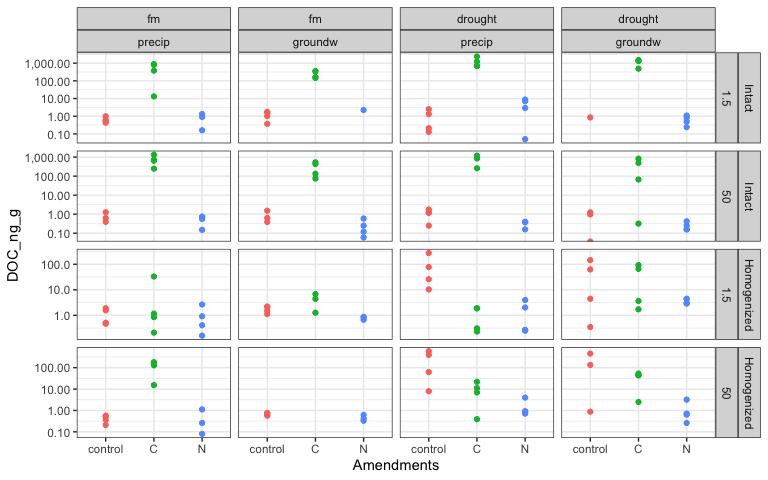 fm fm drought drought
precip groundw precip groundw
1,000.00
100.00
10.00
1.00
0.10
1.5 Intact
1,000.00
100.00
10.00
1.00
0.10
50 Intact
DOC_ng_g
100.0
10.0
1.0
1.5 Homogenized
100.00
10.00
1.00
0.10
50 Homogenized
control C N control C N control C N control C N
Amendments